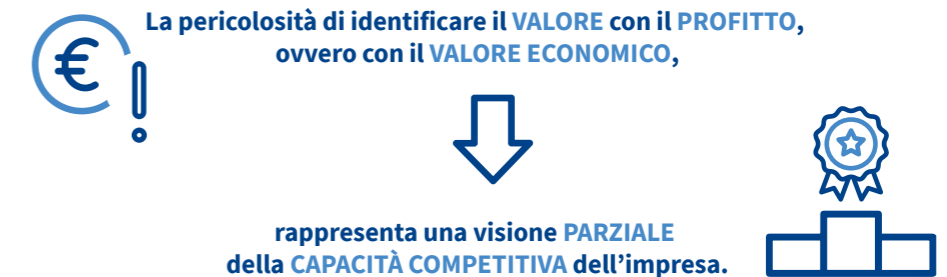 La pericolosità di identificare il VALORE con il PROFITTO,
ovvero con il VALORE ECONOMICO,
rappresenta una visione PARZIALE
della CAPACITÀ COMPETITIVA dell'impresa.